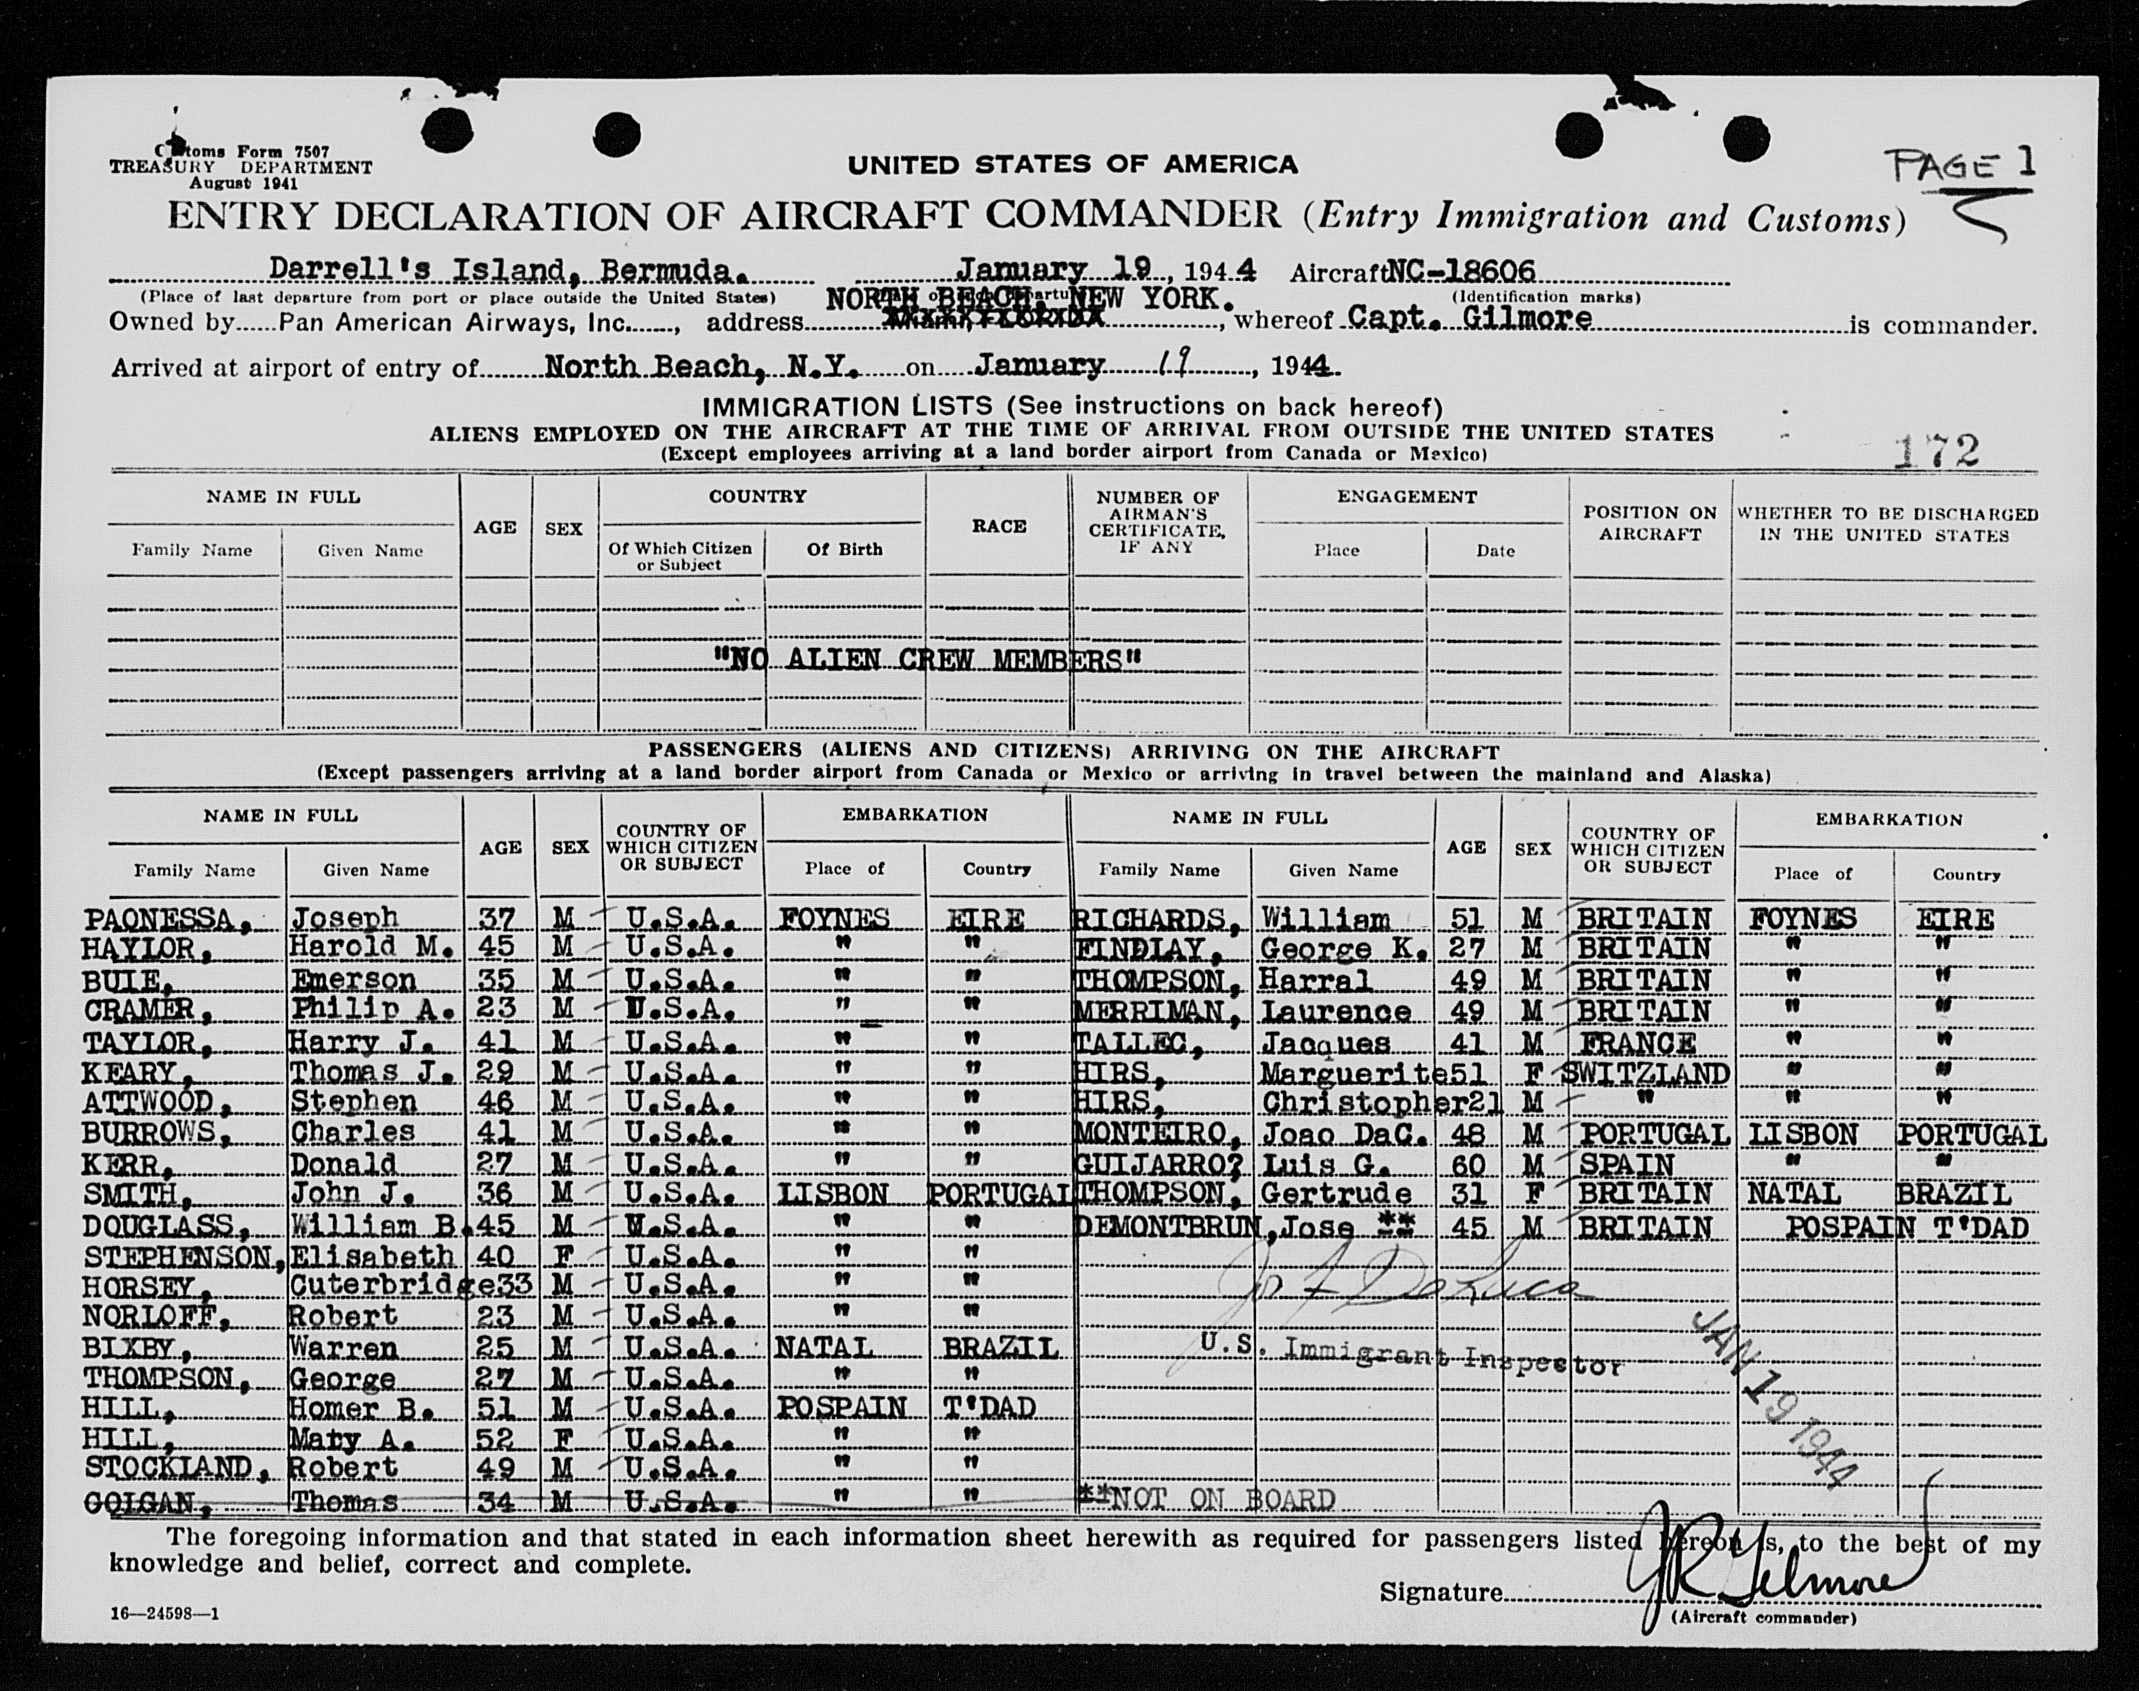 Customs Form 7507
TREASURY DEPARTMENT
August 1941
UNITED STATES OF AMERICA
PAGE 1
ENTRY DECLARATION OF AIRCRAFT COMMANDER (Entry Immigration and Customs)
Darrell's Island, Bermuda. January 19, 1944 Aircraft NC-18606
(Place of last departure from port or place outside the United States) (Identification marks)
NORTH BEACH, NEW YORK.
Owned by Pan American Airways, Inc., address , whereof Capt. Gilmore is commander.
Arrived at airport of entry of North Beach, N.Y. on January 19, 1944.
IMMIGRATION LISTS (See instructions on back hereof)
ALIENS EMPLOYED ON THE AIRCRAFT AT THE TIME OF ARRIVAL FROM OUTSIDE THE UNITED STATES
(Except employees arriving at a land border airport from Canada or Mexico)
172
NAME IN FULL AGE SEX COUNTRY RACE NUMBER OF AIRMAN'S CERTIFICATE, IF ANY ENGAGEMENT POSITION ON AIRCRAFT WHETHER TO BE DISCHARGED IN THE UNITED STATES
Family Name Given Name Of Which Citizen or Subject Of Birth Place Date
"NO ALIEN CREW MEMBERS"
PASSENGERS (ALIENS AND CITIZENS) ARRIVING ON THE AIRCRAFT
(Except passengers arriving at a land border airport from Canada or Mexico or arriving in travel between the mainland and Alaska)
NAME IN FULL AGE SEX COUNTRY OF WHICH CITIZEN OR SUBJECT EMBARKATION NAME IN FULL AGE SEX COUNTRY OF WHICH CITIZEN OR SUBJECT EMBARKATION
Family Name Given Name Place of Country Family Name Given Name Place of Country
PAONESSA, Joseph 37 M U.S.A. FOYNES EIRE RICHARDS, William 51 M BRITAIN FOYNES EIRE
HAYLOR, Harold M. 45 M U.S.A. " " FINDLAY, George K. 27 M BRITAIN " "
BUIE, Emerson 35 M U.S.A. " " THOMPSON, Harral 49 M BRITAIN " "
CRAMER, Philip A. 23 M U.S.A. " " MERRIMAN, Laurence 49 M BRITAIN " "
TAYLOR, Harry J. 41 M U.S.A. " " TALLEC, Jacques 41 M FRANCE " "
KEARY, Thomas J. 29 M U.S.A. " " HIRS, Marguerite 51 F SWITZLAND " "
ATTWOOD, Stephen 46 M U.S.A. " " HIRS, Christopher 21 M " " "
BURROWS, Charles 41 M U.S.A. " " MONTEIRO, Joao DaC. 48 M PORTUGAL LISBON PORTUGAL
KERR, Donald 27 M U.S.A. " " GUIJARRO? Luis G. 60 M SPAIN " "
SMITH, John J. 36 M U.S.A. LISBON PORTUGAL THOMPSON, Gertrude 31 F BRITAIN NATAL BRAZIL
DOUGLASS, William B. 45 M U.S.A. " " DEMONTBRUN, Jose ** 45 M BRITAIN POSPAIN T'DAD
STEPHENSON, Elisabeth 40 F U.S.A. " "
HORSEY, Cuterbridge 33 M U.S.A. " "
NORLOFF, Robert 23 M U.S.A. " "
BIXBY, Warren 25 M U.S.A. NATAL BRAZIL U.S. Immigrant Inspector
THOMPSON, George 27 M U.S.A. " "
HILL, Homer B. 51 M U.S.A. POSPAIN T'DAD
HILL, Maty A. 52 F U.S.A. " "
STOCKLAND, Robert 49 M U.S.A. " "
GOLGAN, Thomas 34 M U.S.A. " " **NOT ON BOARD
JAN 19 1944
The foregoing information and that stated in each information sheet herewith as required for passengers listed hereon is, to the best of my
knowledge and belief, correct and complete.
Signature JR Gilmore
(Aircraft commander)
16—24598—1